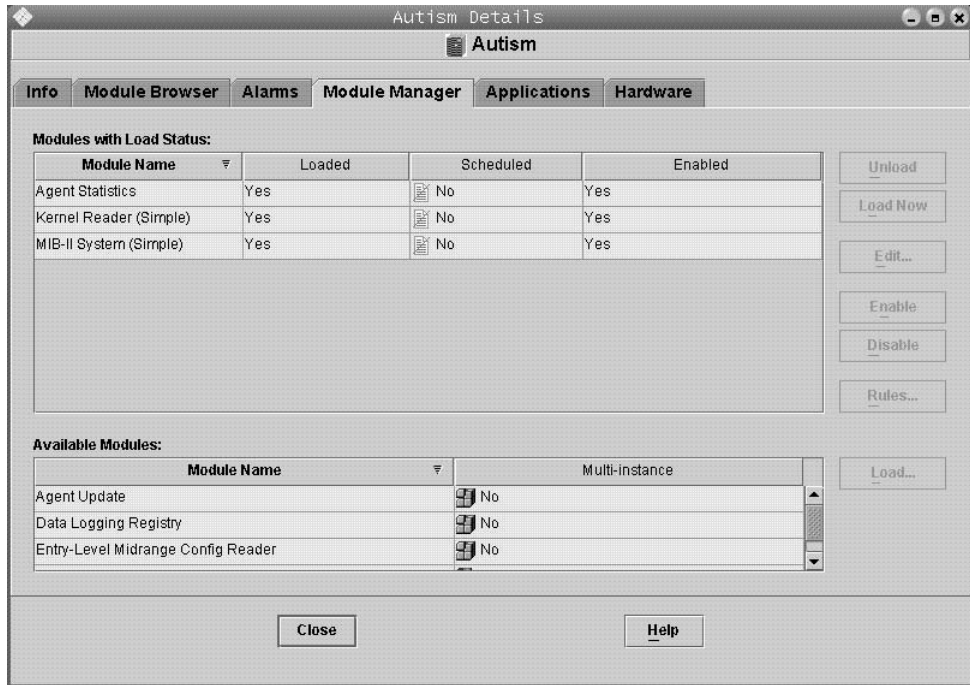 Autism Details
Autism
Info Module Browser Alarms Module Manager Applications Hardware
Modules with Load Status:
Module Name Loaded Scheduled Enabled
Agent Statistics Yes No Yes
Kernel Reader (Simple) Yes No Yes
MIB-II System (Simple) Yes No Yes
Unload
Load Now
Edit...
Enable
Disable
Rules...
Available Modules:
Module Name Multi-instance
Agent Update No
Data Logging Registry No
Entry-Level Midrange Config Reader No
Load...
Close Help